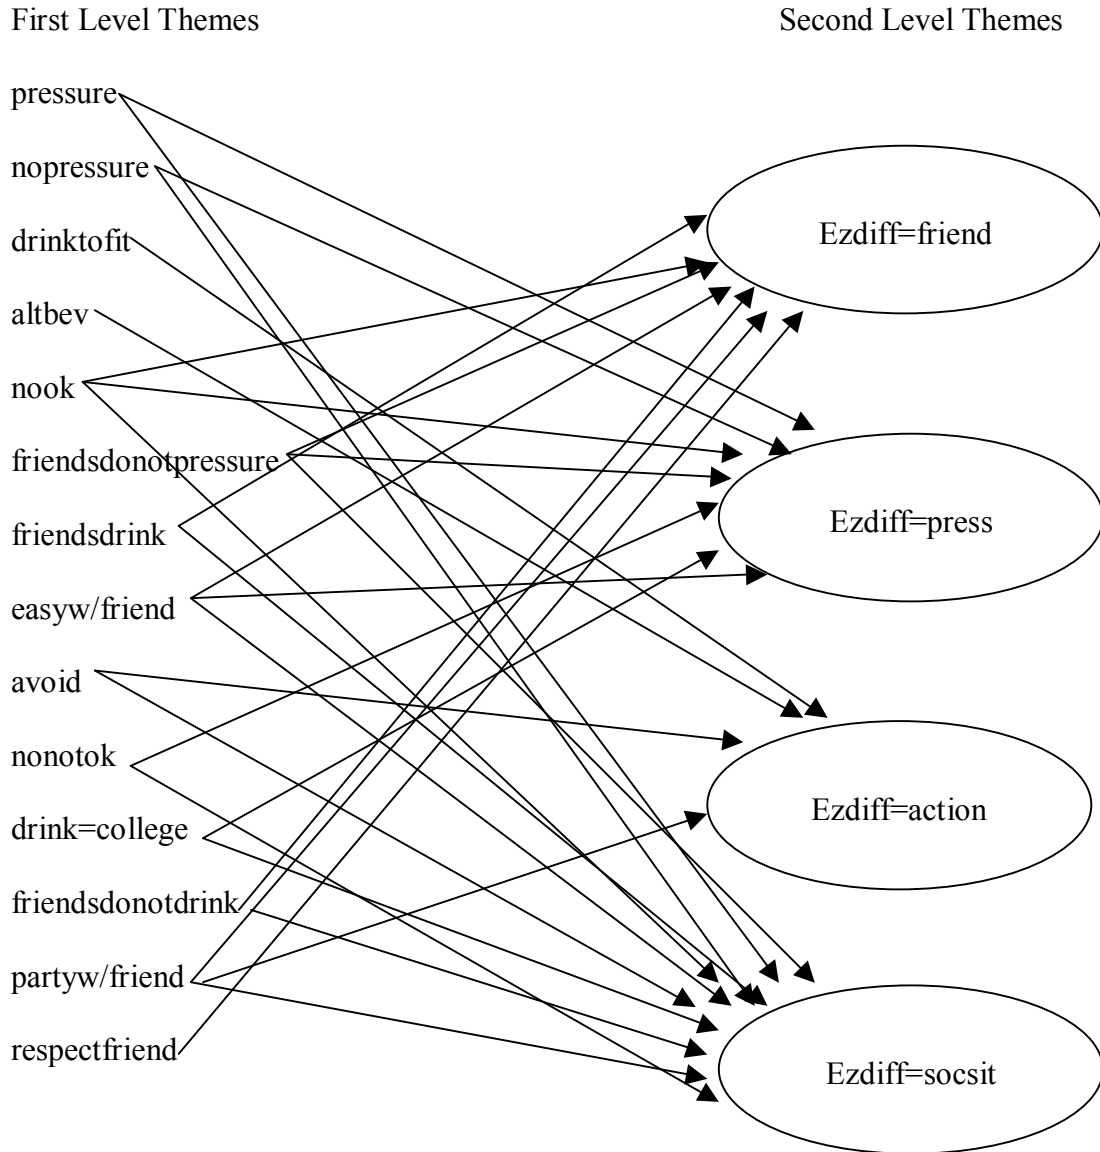 First Level Themes Second Level Themes
pressure
nopressure
drinktofit
altbev
nook
friendsdonotpressure
friendsdrink
easyw/friend
avoid
nonotok
drink=college
friendsdonotdrink
partyw/friend
respectfriend
Ezdiff=friend
Ezdiff=press
Ezdiff=action
Ezdiff=socsit